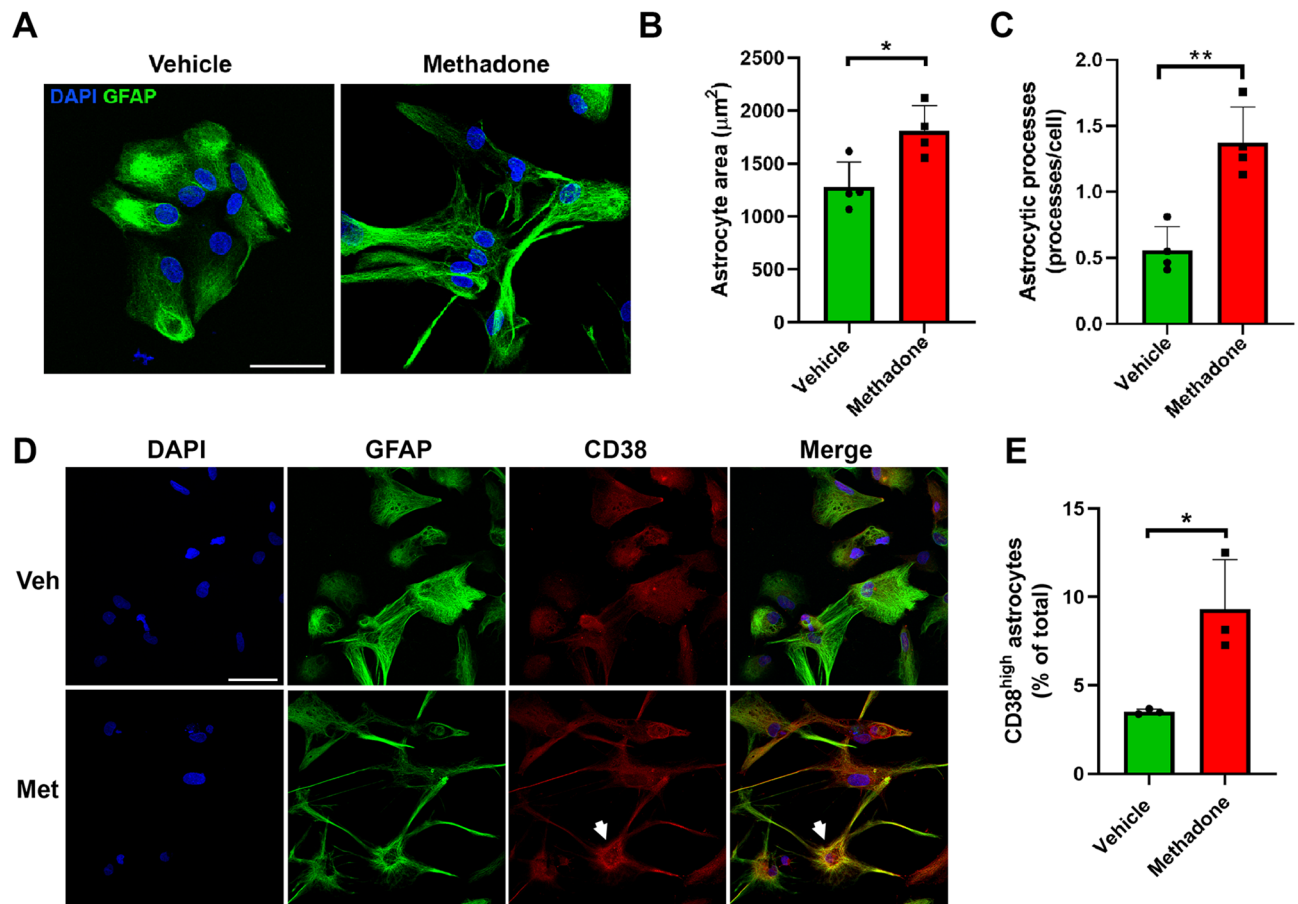 A
Vehicle
Methadone
DAPI GFAP
B
Astrocyte area (μm²)
2500
2000
1500
1000
500
0
*
Vehicle
Methadone
C
Astrocytic processes
(processes/cell)
2.0
1.5
1.0
0.5
0.0
**
Vehicle
Methadone
D
DAPI
GFAP
CD38
Merge
Veh
Met
E
CD38high astrocytes
(% of total)
15
10
5
0
*
Vehicle
Methadone